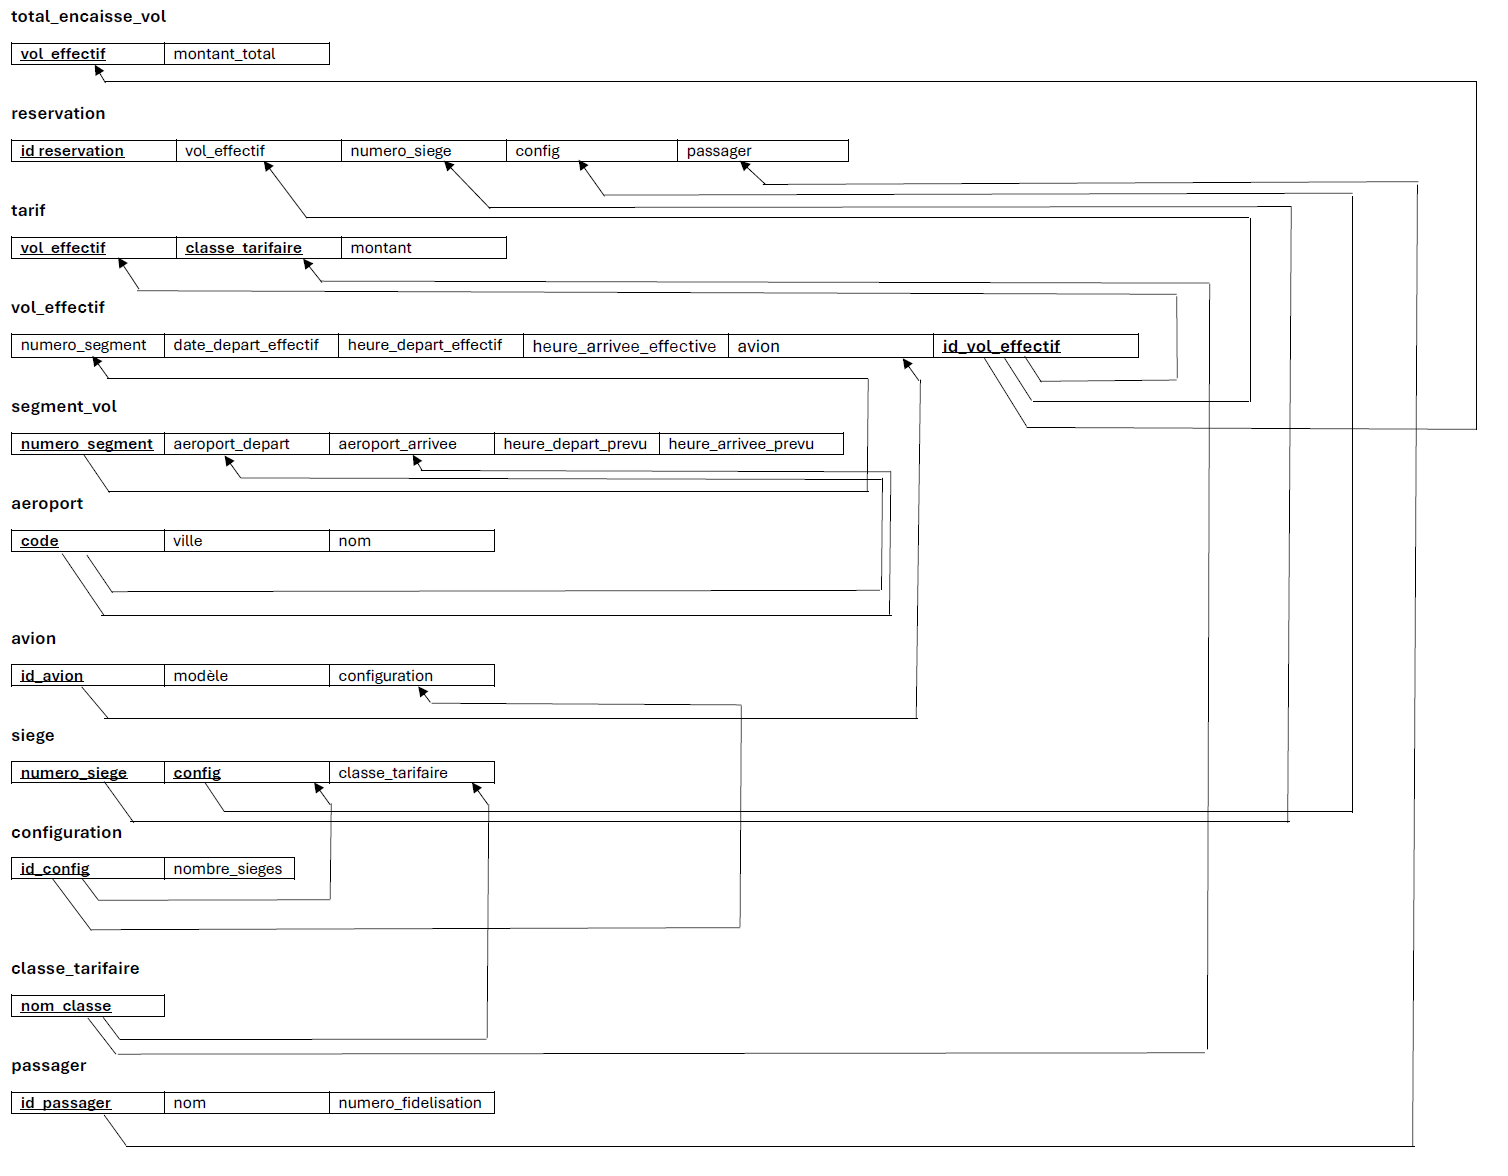 total_encaisse_vol
vol_effectif montant_total
reservation
id reservation vol_effectif numero_siege config passager
tarif
vol_effectif classe_tarifaire montant
vol_effectif
numero_segment date_depart_effectif heure_depart_effectif heure_arrivee_effective avion id_vol_effectif
segment_vol
numero_segment aeroport_depart aeroport_arrivee heure_depart_prevu heure_arrivee_prevu
aeroport
code ville nom
avion
id_avion modèle configuration
siege
numero_siege config classe_tarifaire
configuration
id_config nombre_sieges
classe_tarifaire
nom_classe
passager
id_passager nom numero_fidelisation